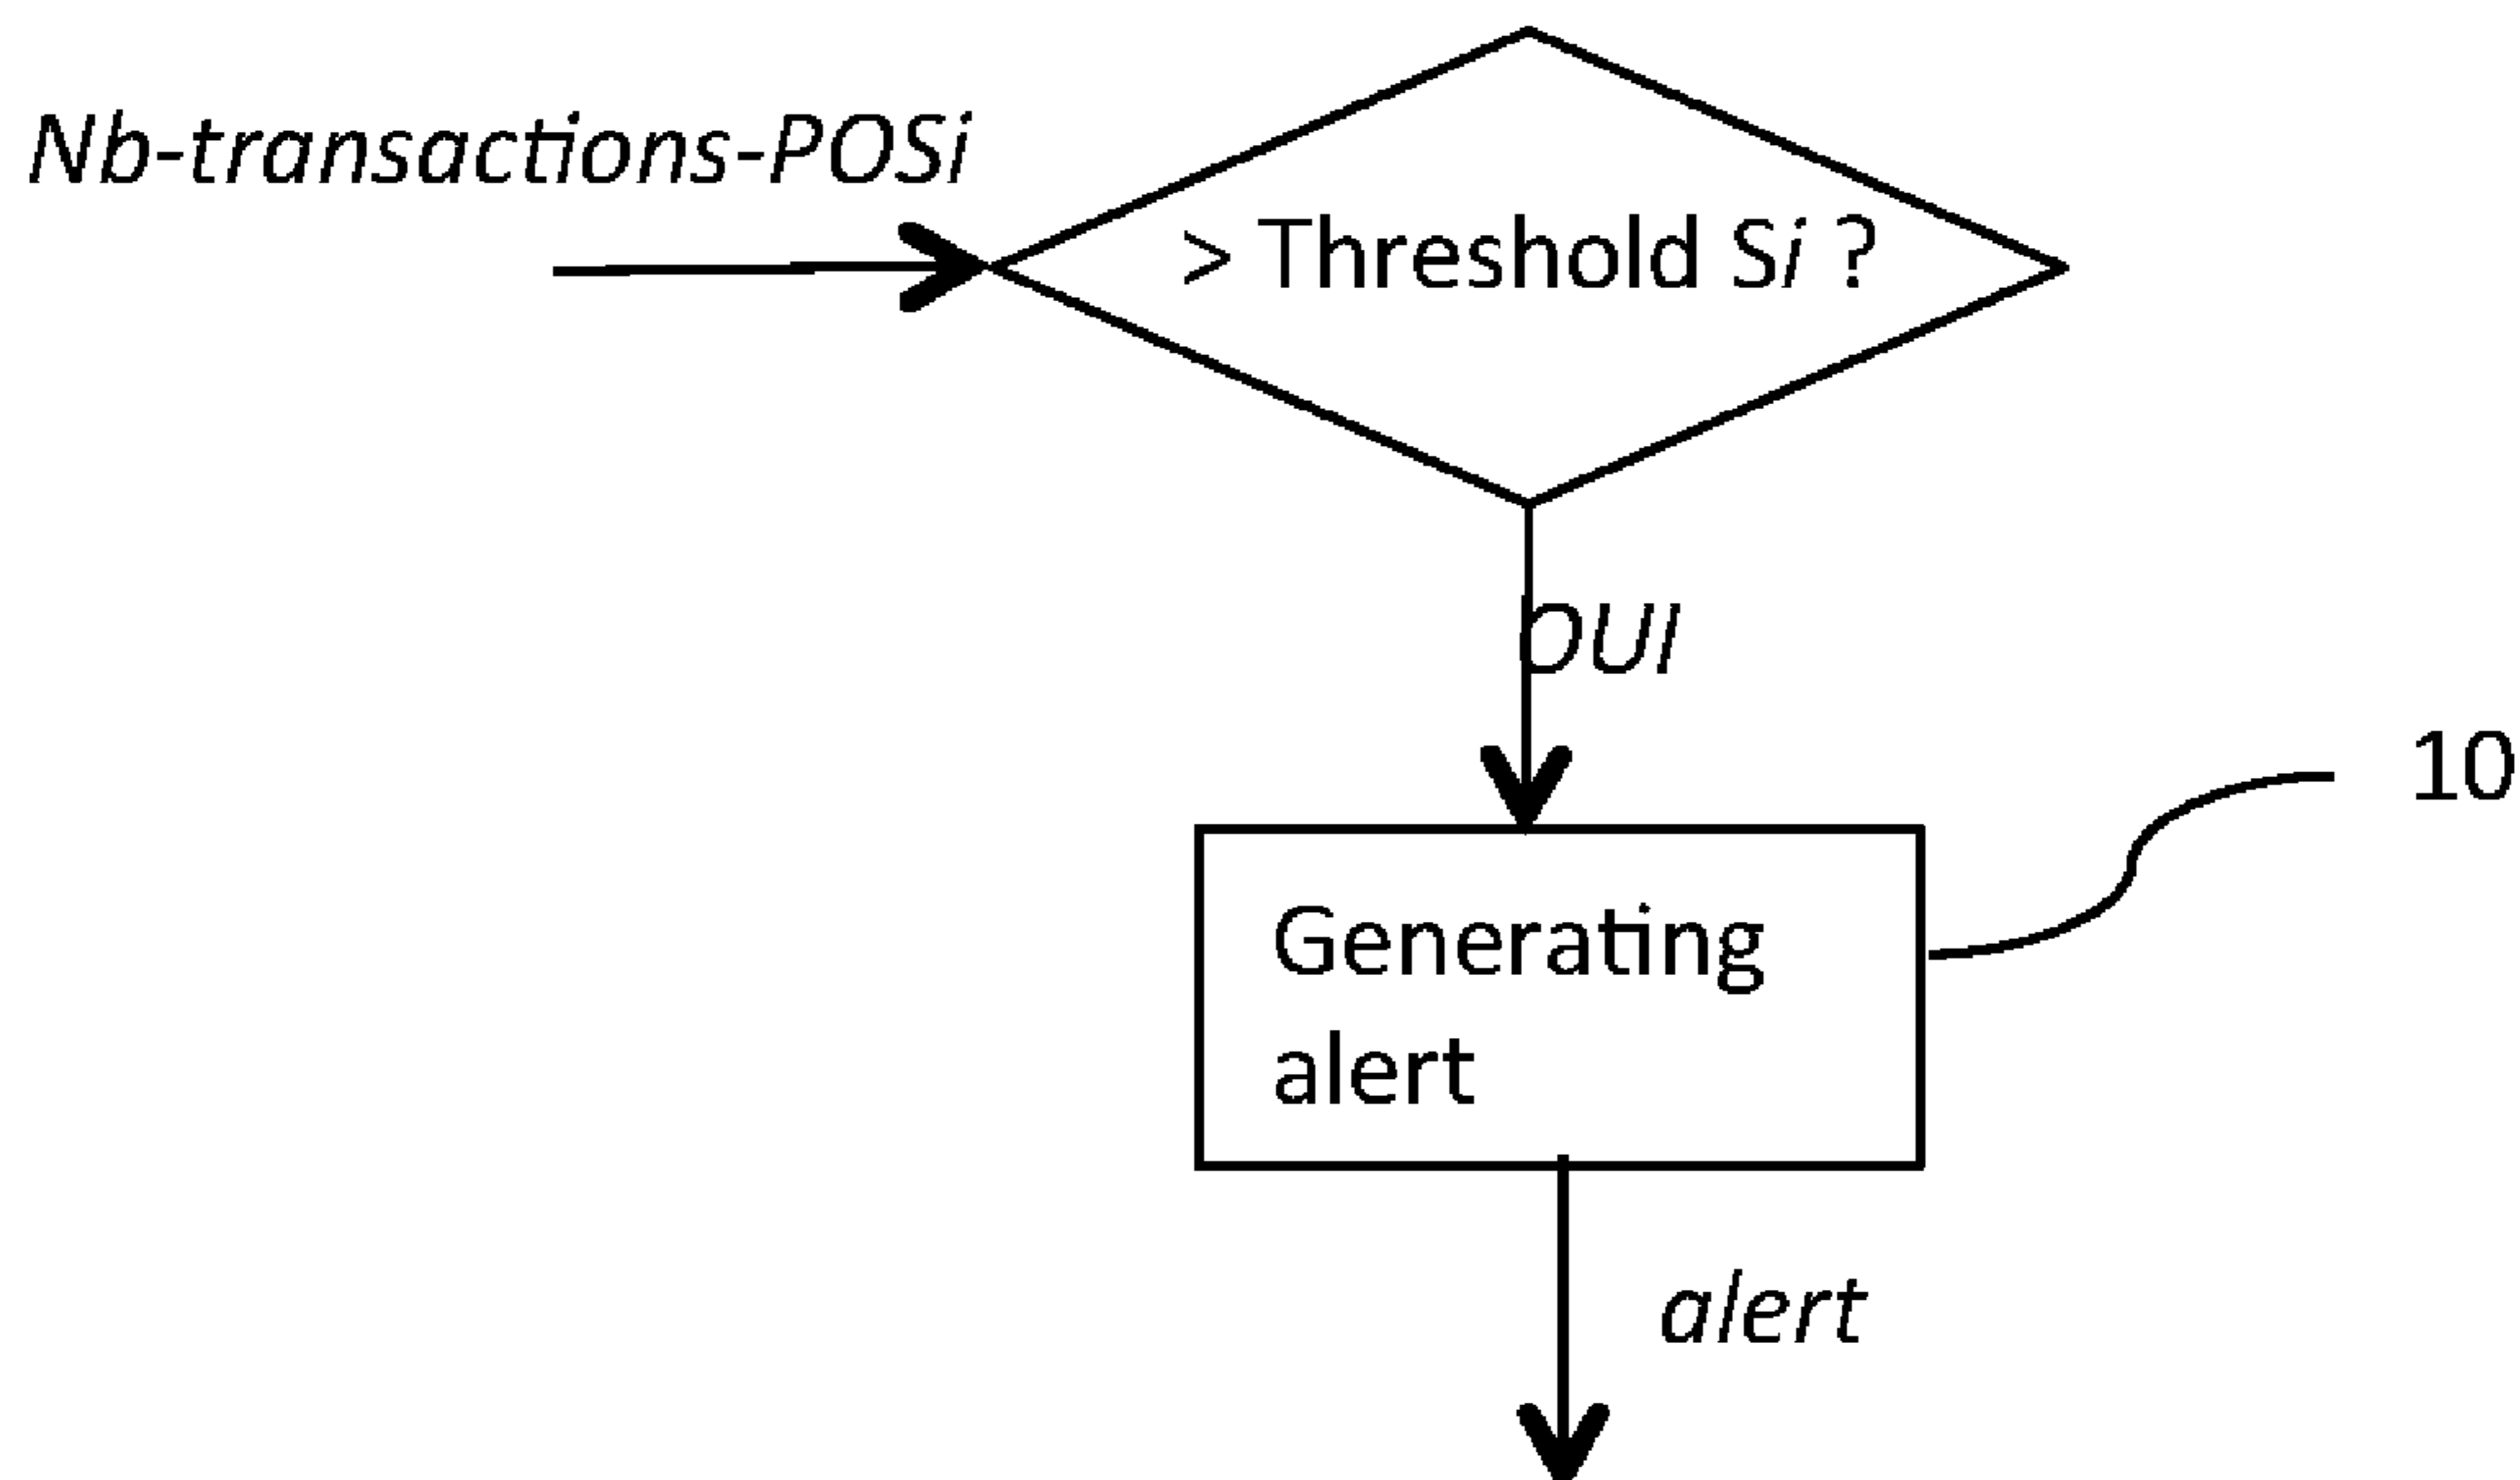 Nb-transactions-POSi
> Threshold Si ?
OUI
10
Generating
alert
alert